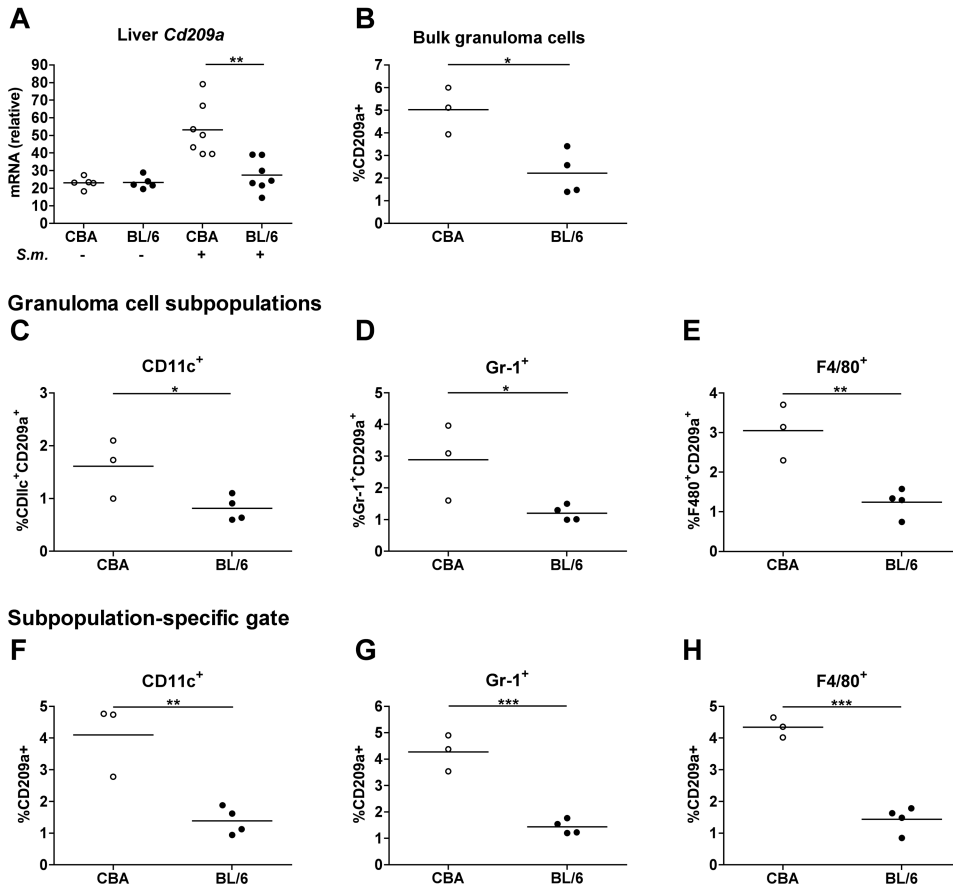 A
Liver Cd209a
mRNA (relative)
90
80
70
60
50
40
30
20
10
0
**
CBA BL/6 CBA BL/6
S.m. - - + +
B
Bulk granuloma cells
%CD209a+
7
6
5
4
3
2
1
0
*
CBA BL/6
Granuloma cell subpopulations
C
CD11c+
%CDIIc+CD209a+
3
2
1
0
*
CBA BL/6
D
Gr-1+
%Gr-1+CD209a+
5
4
3
2
1
0
*
CBA BL/6
E
F4/80+
%F480+CD209a+
4
3
2
1
0
**
CBA BL/6
Subpopulation-specific gate
F
CD11c+
%CD209a+
5
4
3
2
1
0
**
CBA BL/6
G
Gr-1+
%CD209a+
5
4
3
2
1
0
***
CBA BL/6
H
F4/80+
%CD209a+
5
4
3
2
1
0
***
CBA BL/6